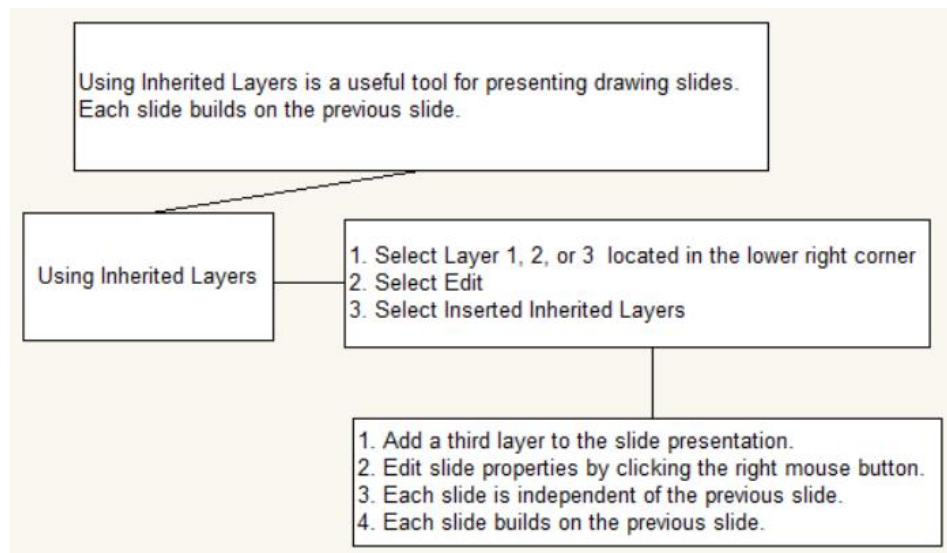 Using Inherited Layers is a useful tool for presenting drawing slides.
Each slide builds on the previous slide.
Using Inherited Layers
1. Select Layer 1, 2, or 3 located in the lower right corner
2. Select Edit
3. Select Inserted Inherited Layers
1. Add a third layer to the slide presentation.
2. Edit slide properties by clicking the right mouse button.
3. Each slide is independent of the previous slide.
4. Each slide builds on the previous slide.